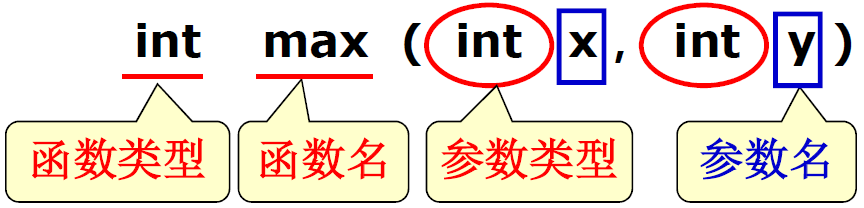 int max ( int x, int y )
函数类型 函数名 参数类型 参数名